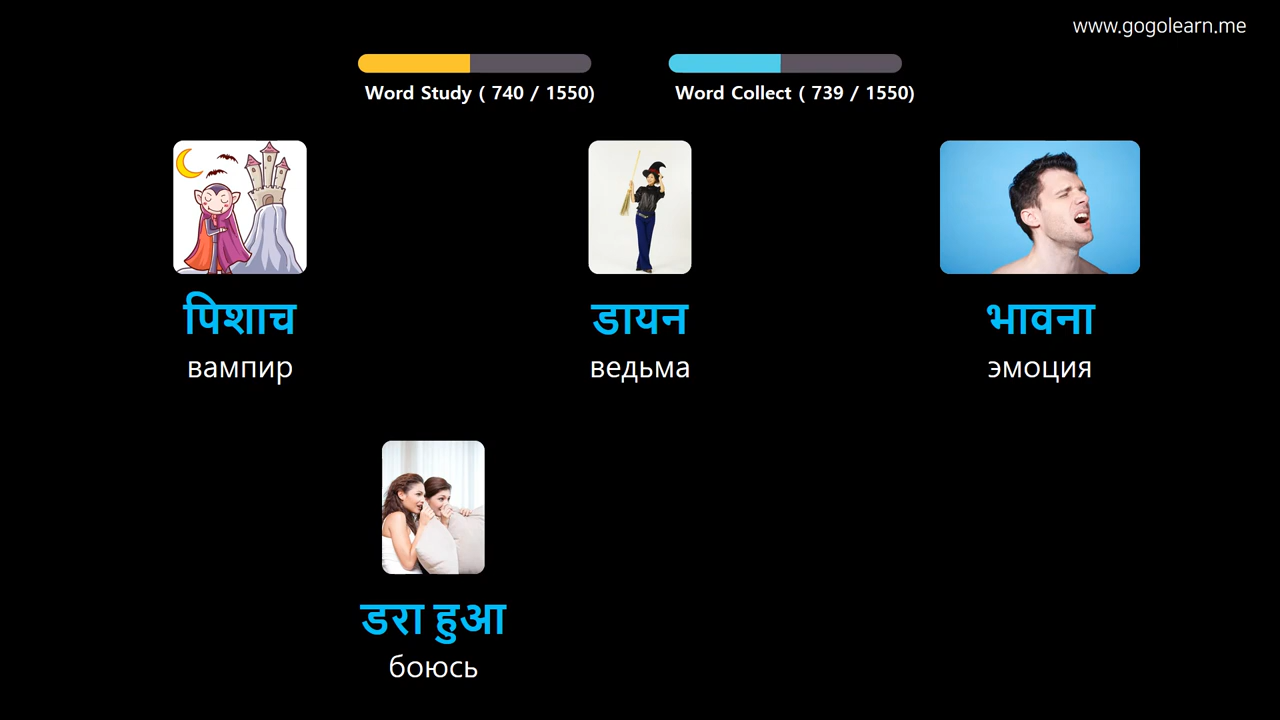 www.gogolearn.me
Word Study ( 740 / 1550)
Word Collect ( 739 / 1550)
पिशाच
вампир
डायन
ведьма
भावना
эмоция
डरा हुआ
боюсь